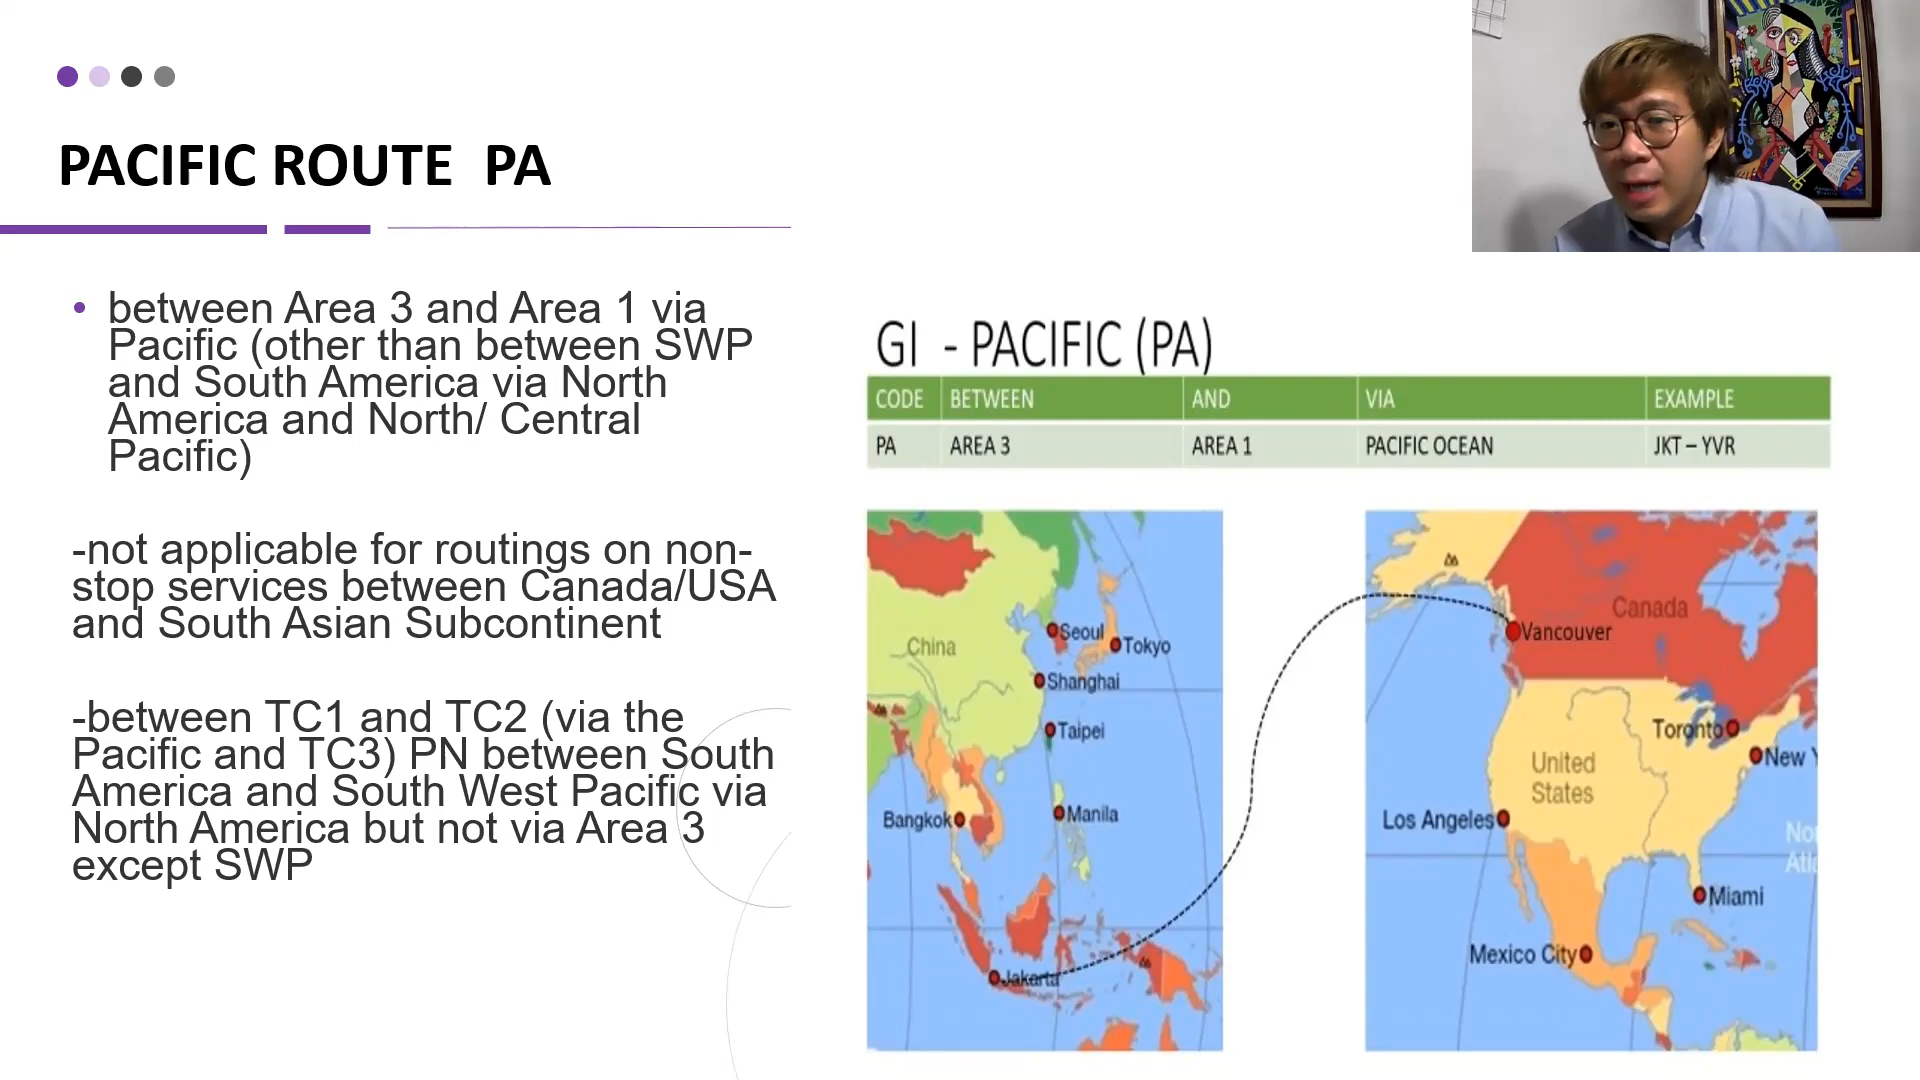 PACIFIC ROUTE PA
• between Area 3 and Area 1 via
Pacific (other than between SWP
and South America via North
America and North/ Central
Pacific)
-not applicable for routings on non-
stop services between Canada/USA
and South Asian Subcontinent
-between TC1 and TC2 (via the
Pacific and TC3) PN between South
America and South West Pacific via
North America but not via Area 3
except SWP
GI - PACIFIC (PA)
CODE BETWEEN AND VIA EXAMPLE
PA AREA 3 AREA 1 PACIFIC OCEAN JKT – YVR
China
Seoul
Tokyo
Shanghai
Taipei
Bangkok
Manila
Jakarta
Canada
Vancouver
Toronto
New Y
United
States
Los Angeles
Miami
Mexico City